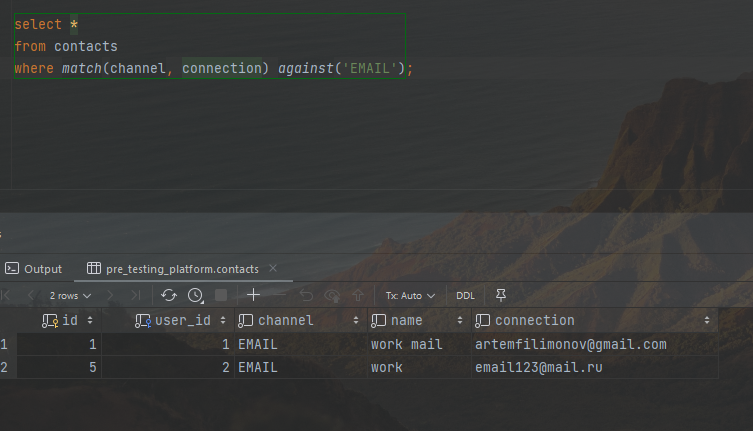 select *
from contacts
where match(channel, connection) against('EMAIL');
Output
pre_testing_platform.contacts
2 rows
Tx: Auto
DDL
id user_id channel name connection
1 1 1 EMAIL work mail artemfilimonov@gmail.com
2 5 2 EMAIL work email123@mail.ru